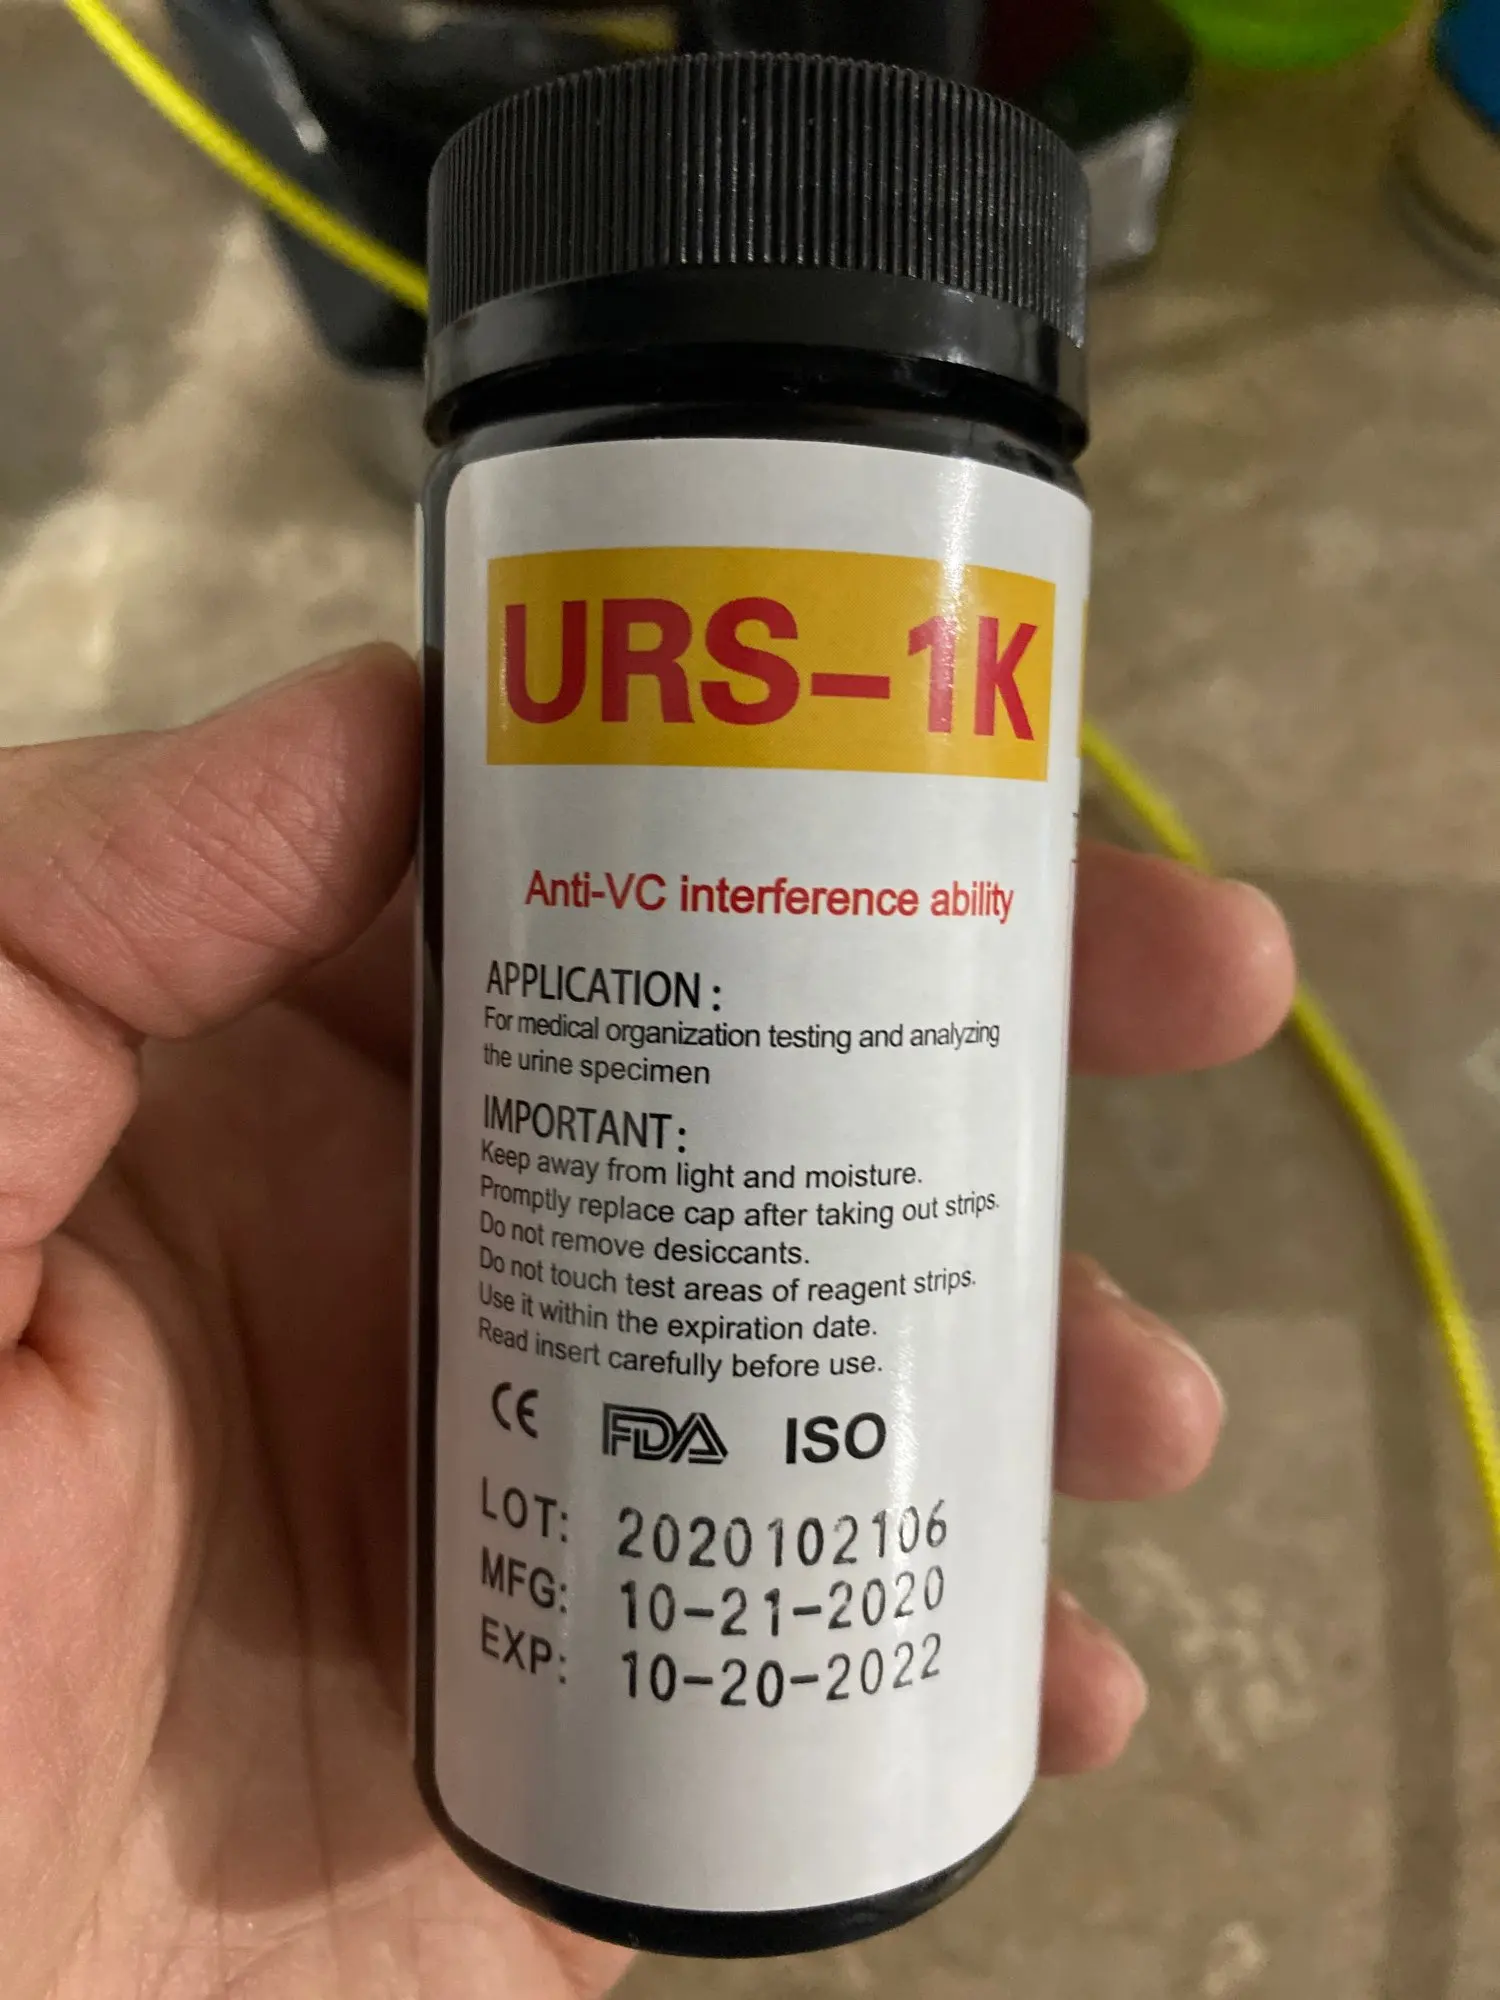 URS-1K
Anti-VC interference ability
APPLICATION:
For medical organization testing and analyzing
the urine specimen
IMPORTANT:
Keep away from light and moisture.
Promptly replace cap after taking out strips.
Do not remove desiccants.
Do not touch test areas of reagent strips.
Use it within the expiration date.
Read insert carefully before use.
CE FDA ISO
LOT: 2020102106
MFG: 10-21-2020
EXP: 10-20-2022